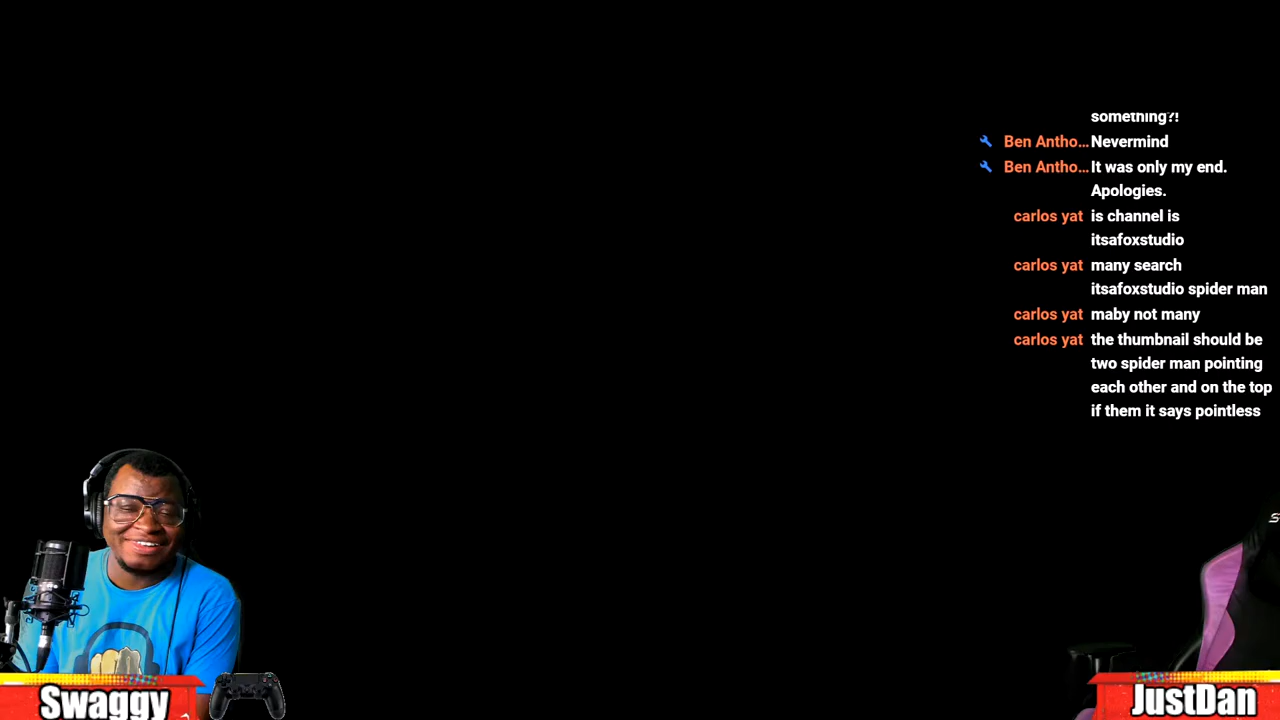 something?!
Ben Antho... Nevermind
Ben Antho... It was only my end.
Apologies.
carlos yat is channel is
itsafoxstudio
carlos yat many search
itsafoxstudio spider man
carlos yat maby not many
carlos yat the thumbnail should be
two spider man pointing
each other and on the top
if them it says pointless
Swaggy
JustDan